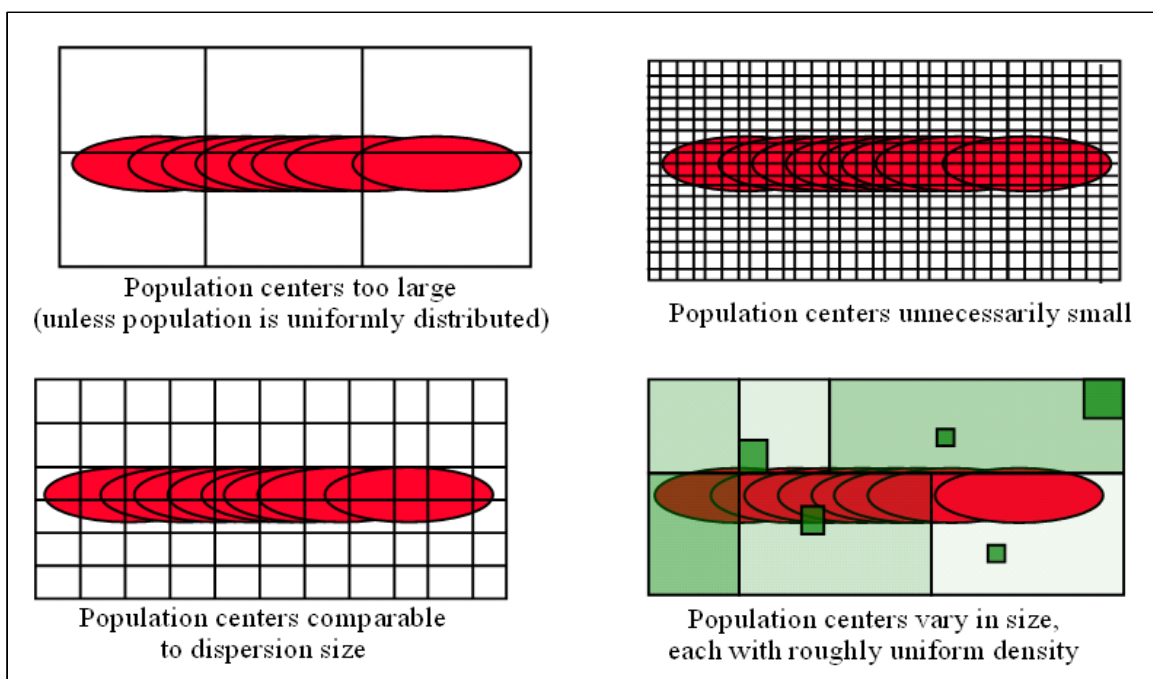 Population centers too large
(unless population is uniformly distributed)
Population centers unnecessarily small
Population centers comparable
to dispersion size
Population centers vary in size,
each with roughly uniform density